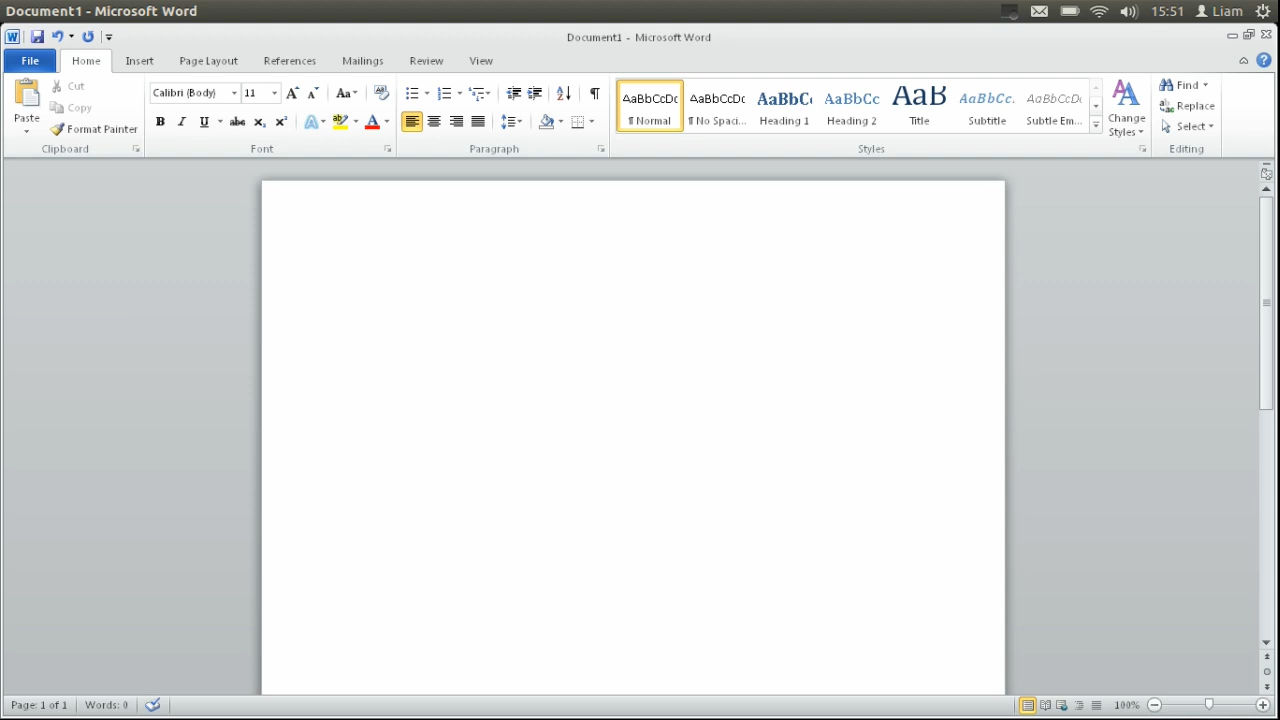 Document1 - Microsoft Word 15:51 Liam
Document1 - Microsoft Word
File Home Insert Page Layout References Mailings Review View
Paste Cut Copy Format Painter
Clipboard
Calibri (Body) 11 Aa
B I U abc X₂ X² A ab A
Font
A Z ¶
Paragraph
AaBbCcDc AaBbCcDc AaBbC AaBbCc AaB AaBbCc. AaBbCcDc
¶ Normal ¶ No Spaci... Heading 1 Heading 2 Title Subtitle Subtle Em...
Change Styles
Styles
Find
Replace
Select
Editing
Page: 1 of 1 Words: 0 100%